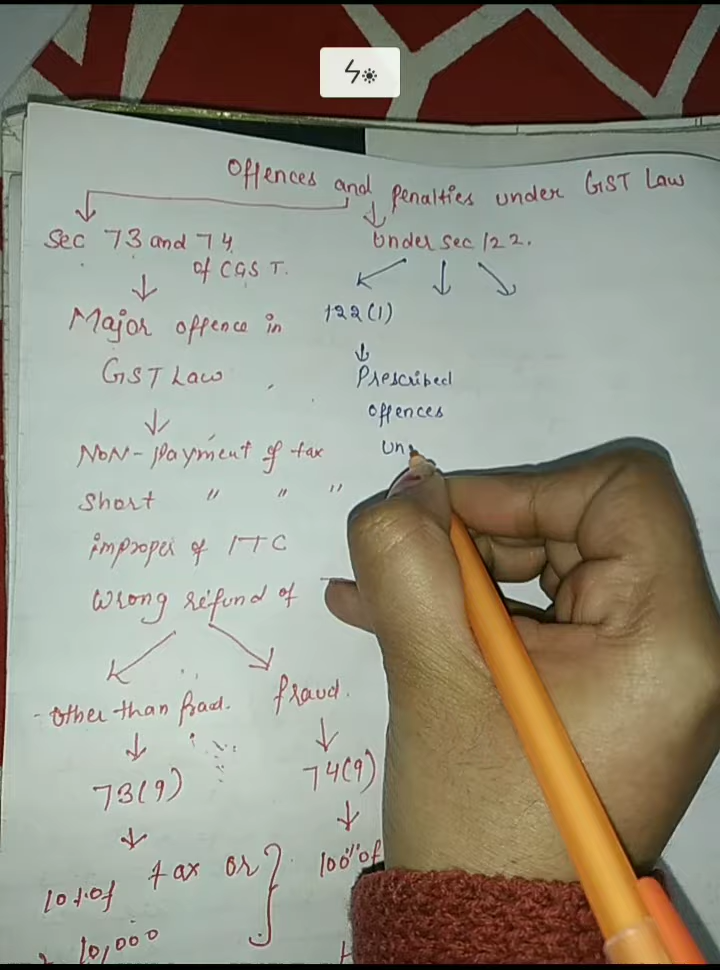 Offences and penalties under GST Law
Sec 73 and 74
of CGST.
Major offence in
GST Law
Non-payment of tax
Short " " "
improper of ITC
Wrong refund of
Other than frad.
fraud.
73(9)
74(9)
10% of tax or
10,000
100% of
Under sec 122.
122(1)
Prescribed
offences
un